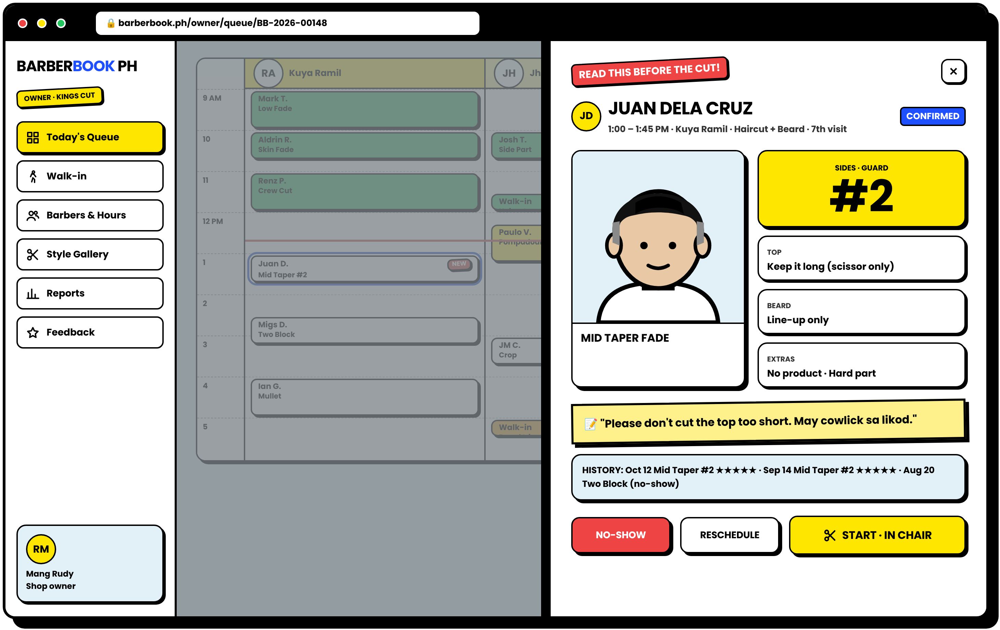 🔒 barberbook.ph/owner/queue/BB-2026-00148
BARBERBOOK PH
OWNER · KINGS CUT
Today's Queue
Walk-in
Barbers & Hours
Style Gallery
Reports
Feedback
RM
Mang Rudy
Shop owner
RA Kuya Ramil
JH
9 AM
Mark T.
Low Fade
10
Aldrin R.
Skin Fade
Josh T.
Side Part
11
Renz P.
Crew Cut
Walk-in
12 PM
Paulo V.
Pompadour
1
Juan D.
NEW
Mid Taper #2
2
Migs D.
Two Block
3
JM C.
Crop
4
Ian G.
Mullet
5
Walk-in
READ THIS BEFORE THE CUT!
×
JD
JUAN DELA CRUZ
1:00 – 1:45 PM · Kuya Ramil · Haircut + Beard · 7th visit
CONFIRMED
MID TAPER FADE
SIDES · GUARD
#2
TOP
Keep it long (scissor only)
BEARD
Line-up only
EXTRAS
No product · Hard part
📝 "Please don't cut the top too short. May cowlick sa likod."
HISTORY: Oct 12 Mid Taper #2 ★★★★★ · Sep 14 Mid Taper #2 ★★★★★ · Aug 20
Two Block (no-show)
NO-SHOW
RESCHEDULE
START · IN CHAIR